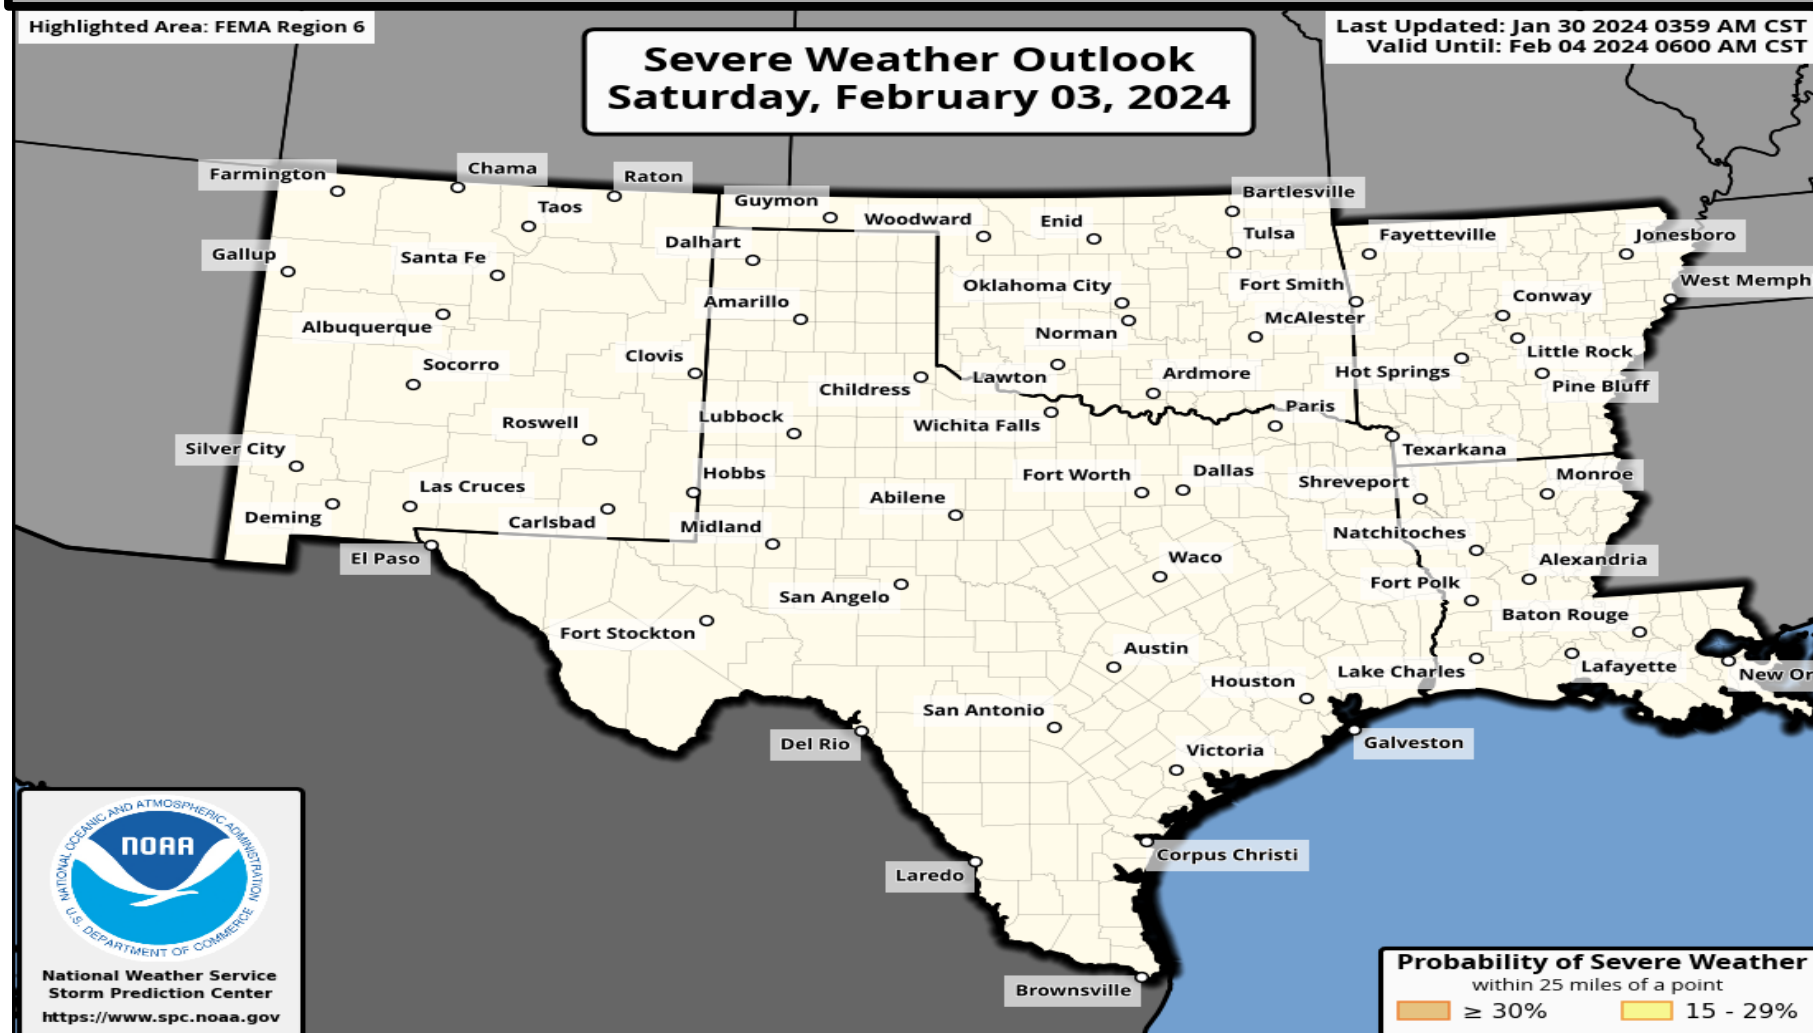 Highlighted Area: FEMA Region 6
Severe Weather Outlook
Saturday, February 03, 2024
Last Updated: Jan 30 2024 0359 AM CST
Valid Until: Feb 04 2024 0600 AM CST
Farmington
Chama
Raton
Taos
Guymon
Woodward
Enid
Bartlesville
Tulsa
Fayetteville
Jonesboro
Gallup
Santa Fe
Dalhart
Oklahoma City
Fort Smith
Conway
West Memph
Albuquerque
Amarillo
Norman
McAlester
Little Rock
Socorro
Clovis
Childress
Lawton
Ardmore
Hot Springs
Pine Bluff
Roswell
Lubbock
Wichita Falls
Paris
Texarkana
Silver City
Las Cruces
Hobbs
Abilene
Fort Worth
Dallas
Shreveport
Monroe
Deming
Carlsbad
Midland
Natchitoches
El Paso
San Angelo
Waco
Fort Polk
Alexandria
Fort Stockton
Austin
Baton Rouge
Houston
Lake Charles
Lafayette
New Or
San Antonio
Del Rio
Victoria
Galveston
Laredo
Corpus Christi
Brownsville
NATIONAL OCEANIC AND ATMOSPHERIC ADMINISTRATION
NOAA
U.S. DEPARTMENT OF COMMERCE
National Weather Service
Storm Prediction Center
https://www.spc.noaa.gov
Probability of Severe Weather
within 25 miles of a point
≥ 30% 15 - 29%